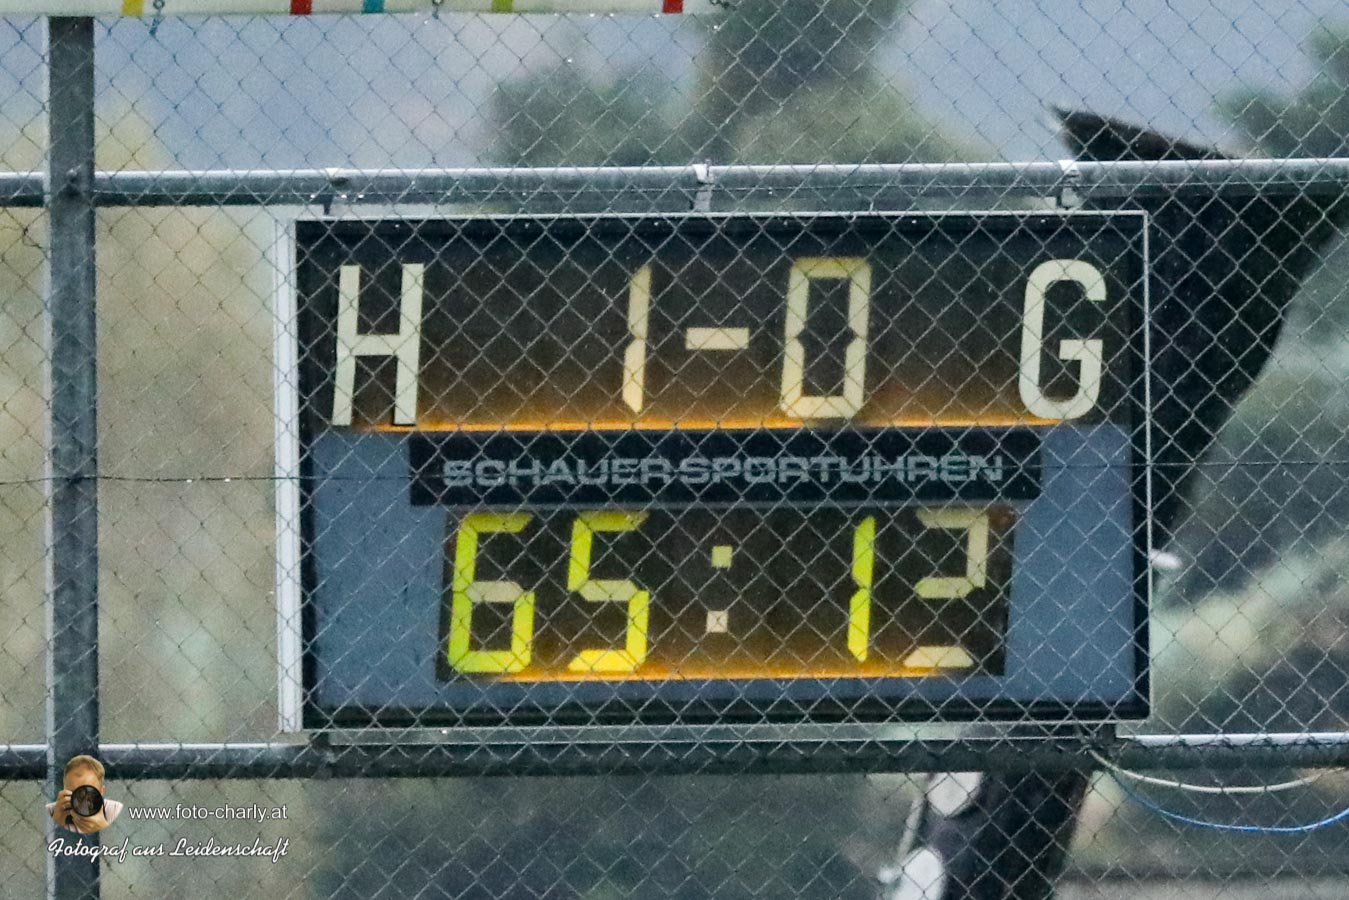 H 1-0 G
SCHAUER SPORTUHREN
65:12
www.foto-charly.at
Fotograf aus Leidenschaft